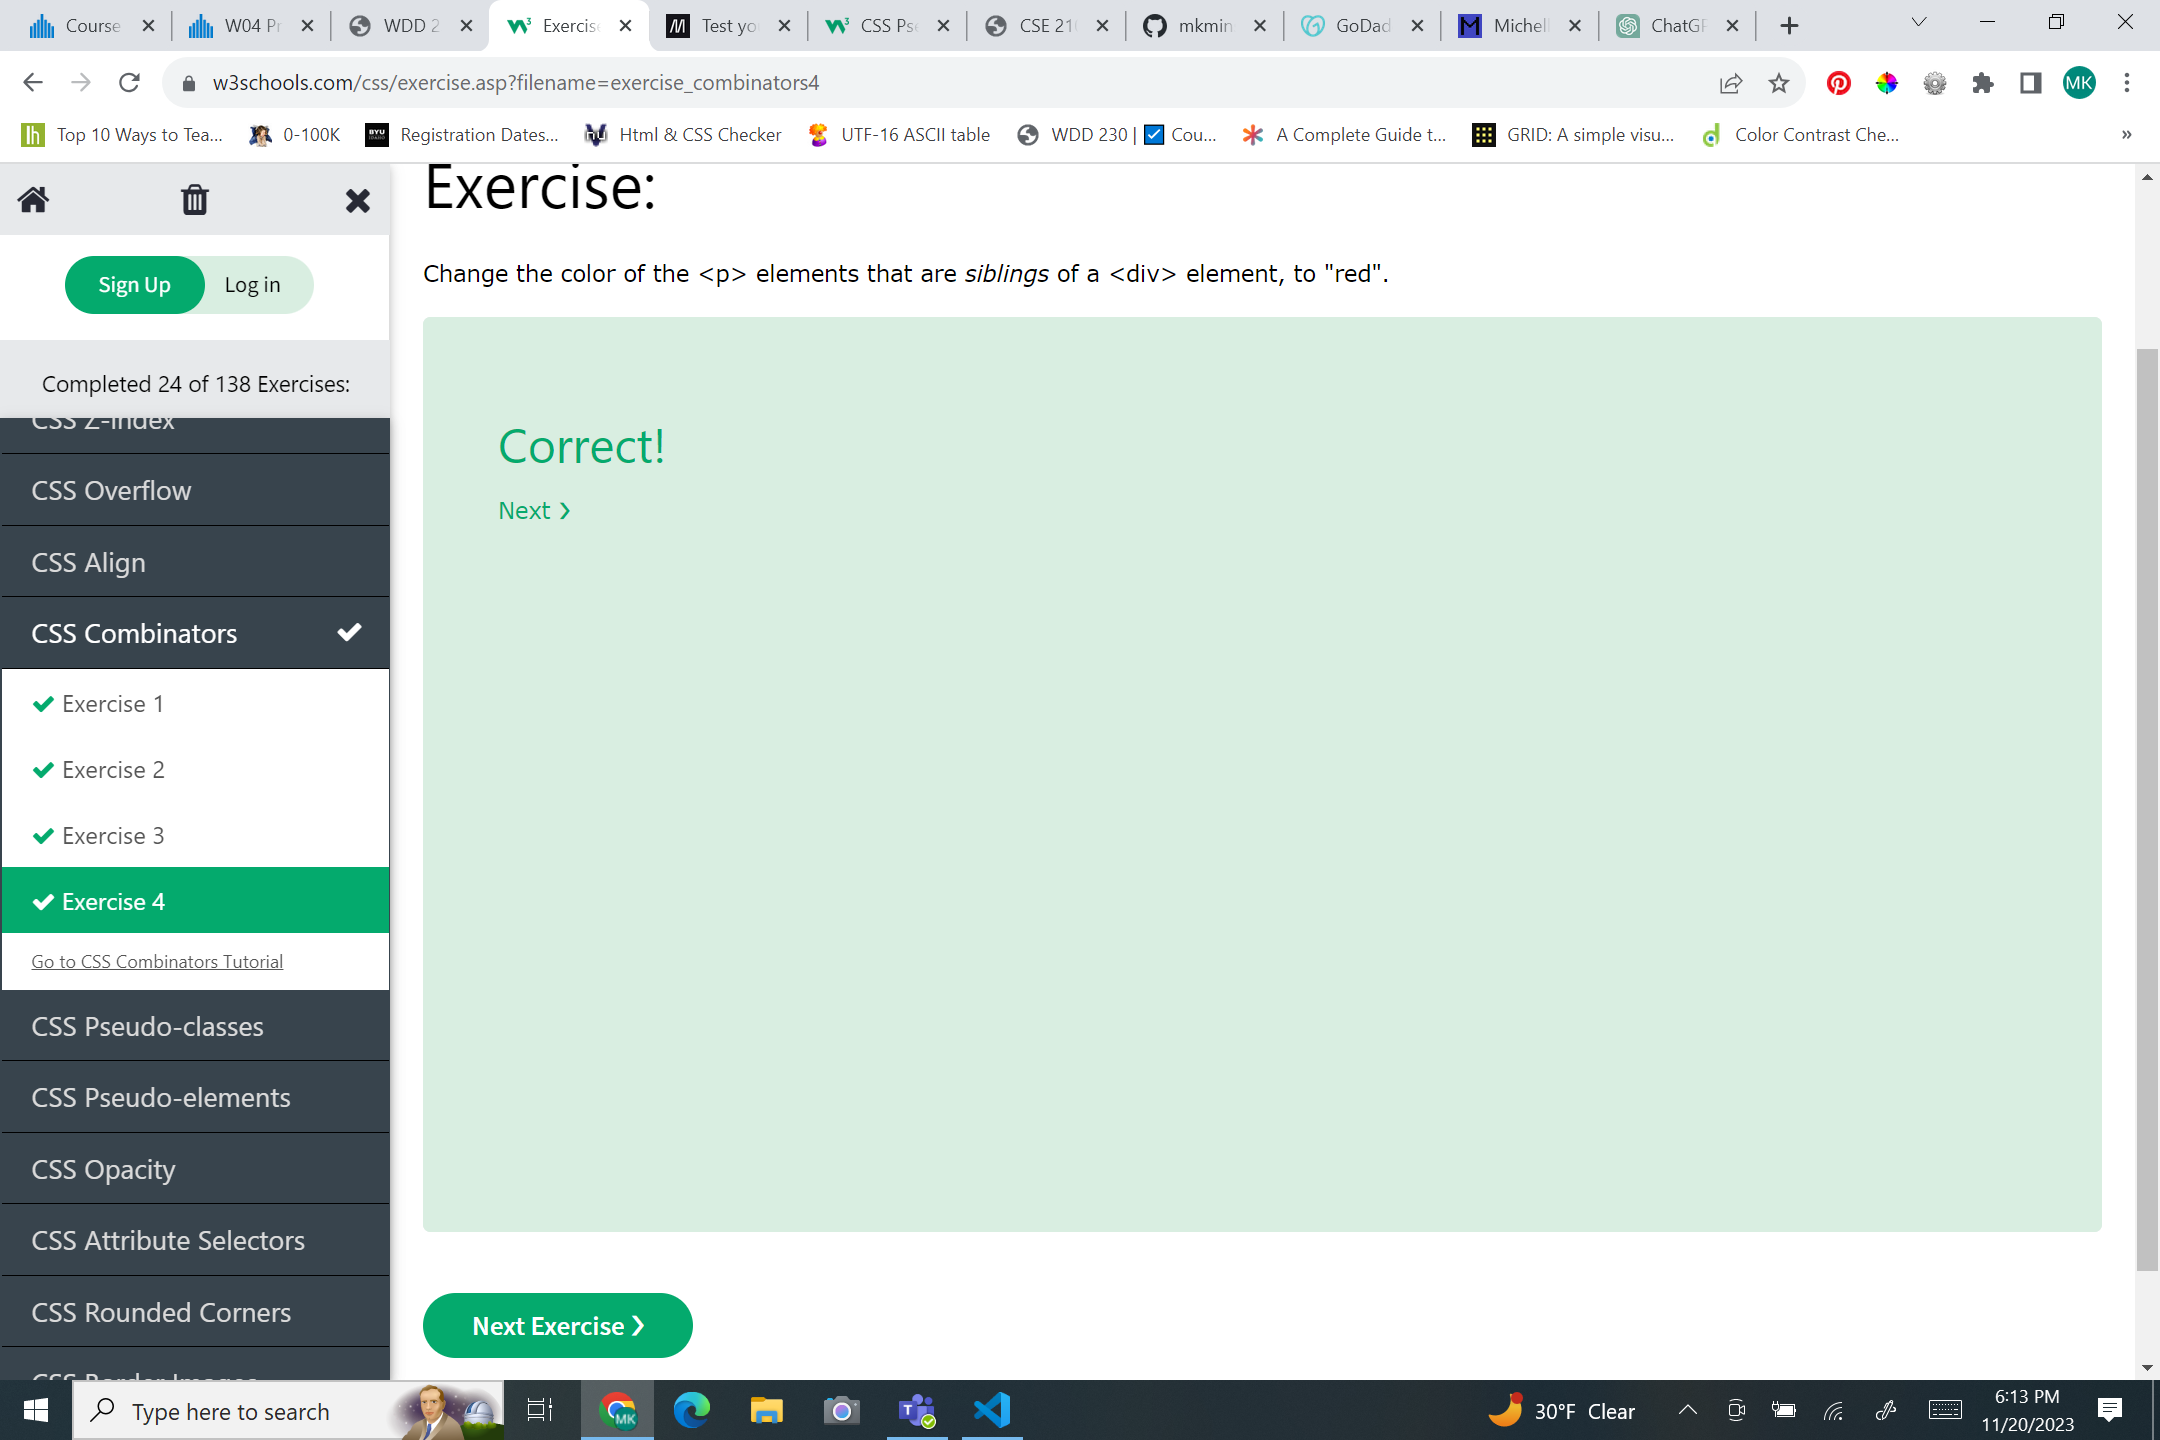 Course
W04 Pr
WDD 2
Exercise
Test yo
CSS Pse
CSE 210
mkmin
GoDad
Michell
ChatGP
w3schools.com/css/exercise.asp?filename=exercise_combinators4
MK
Top 10 Ways to Tea...
0-100K
Registration Dates...
Html & CSS Checker
UTF-16 ASCII table
WDD 230 | Cou...
A Complete Guide t...
GRID: A simple visu...
Color Contrast Che...
»
Sign Up
Log in
Completed 24 of 138 Exercises:
CSS Z-index
CSS Overflow
CSS Align
CSS Combinators
Exercise 1
Exercise 2
Exercise 3
Exercise 4
Go to CSS Combinators Tutorial
CSS Pseudo-classes
CSS Pseudo-elements
CSS Opacity
CSS Attribute Selectors
CSS Rounded Corners
CSS Border Images
Exercise:
Change the color of the <p> elements that are siblings of a <div> element, to "red".
Correct!
Next ❯
Next Exercise ❯
Type here to search
MK
30°F Clear
6:13 PM
11/20/2023